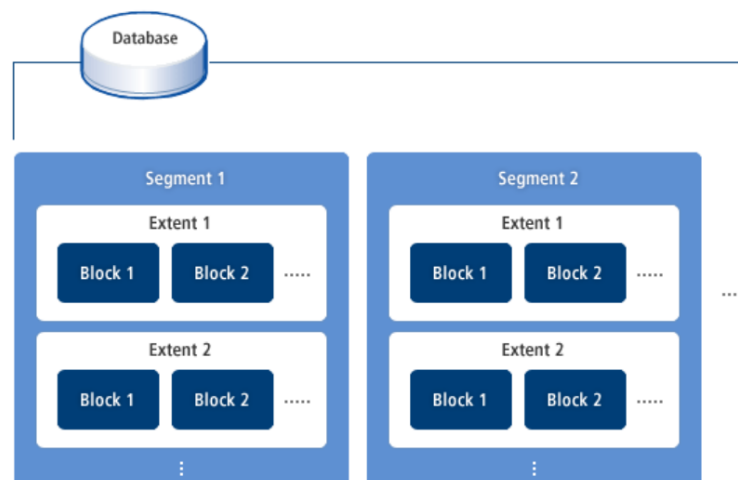 Database
Segment 1
Extent 1
Block 1 Block 2 .....
Extent 2
Block 1 Block 2 .....
⋮
Segment 2
Extent 1
Block 1 Block 2 .....
Extent 2
Block 1 Block 2 .....
⋮
...